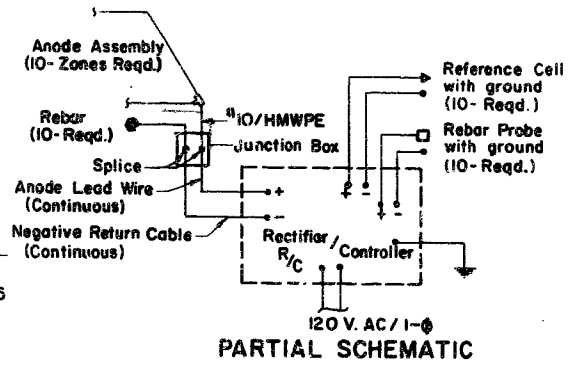 Anode Assembly
(10-Zones Reqd.)
Rebar
(10-Reqd.)
#10/HMWPE
Junction Box
Splice
Anode Lead Wire
(Continuous)
Negative Return Cable
(Continuous)
Reference Cell
with ground
(10-Reqd.)
Rebar Probe
with ground
(10-Reqd.)
+ -
+ -
+
-
Rectifier/Controller
R/C
6
120 V. AC / 1-ϕ
PARTIAL SCHEMATIC